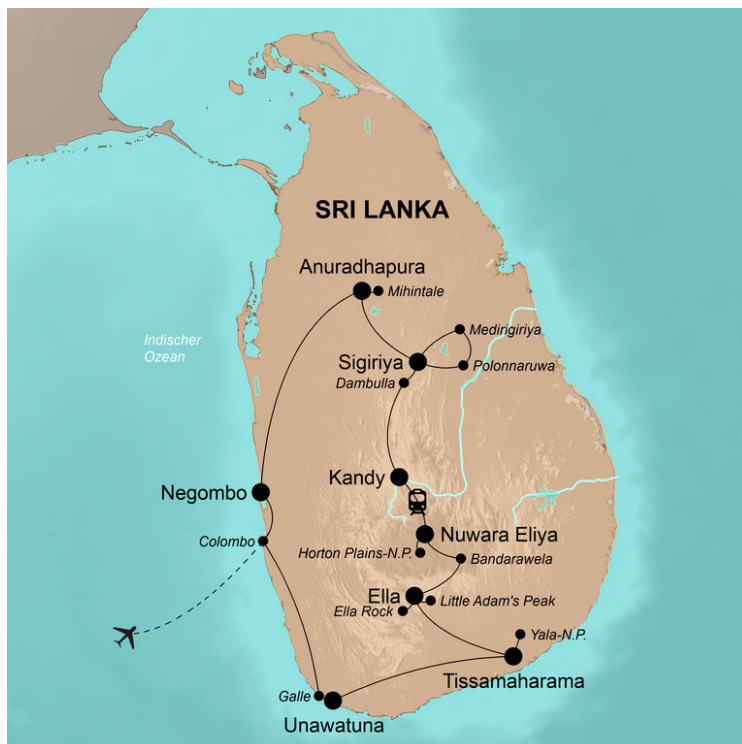 SRI LANKA
Anuradhapura
Mihintale
Indischer
Ozean
Medirigiriya
Sigiriya
Polonnaruwa
Dambulla
Kandy
Negombo
Nuwara Eliya
Colombo
Horton Plains-N.P.
Bandarawela
Ella
Little Adam's Peak
Ella Rock
Yala-N.P.
Tissamaharama
Galle
Unawatuna